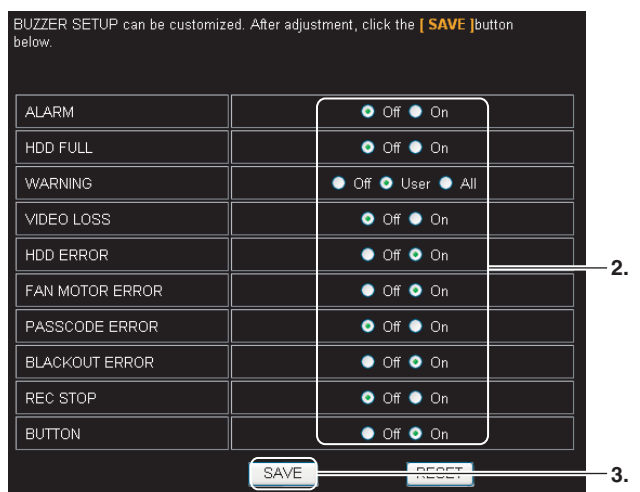 BUZZER SETUP can be customized. After adjustment, click the [ SAVE ]button
below.
ALARM Off On
HDD FULL Off On
WARNING Off User All
VIDEO LOSS Off On
HDD ERROR Off On
2.
FAN MOTOR ERROR Off On
PASSCODE ERROR Off On
BLACKOUT ERROR Off On
REC STOP Off On
BUTTON Off On
SAVE RESET 3.